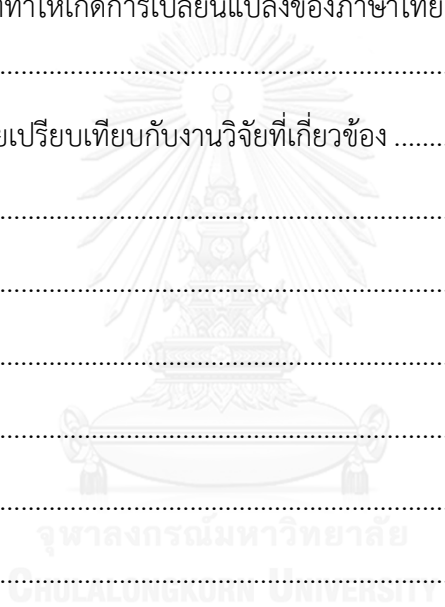 ที่ทำให้เกิดการเปลี่ยนแปลงของภาษาไทย
....................................................................
ยเปรียบเทียบกับงานวิจัยที่เกี่ยวข้อง ........
....................................................................
....................................................................
....................................................................
....................................................................
....................................................................
จุฬาลงกรณ์มหาวิทยาลัย
....................................................................
CHULALONGKORN UNIVERSITY